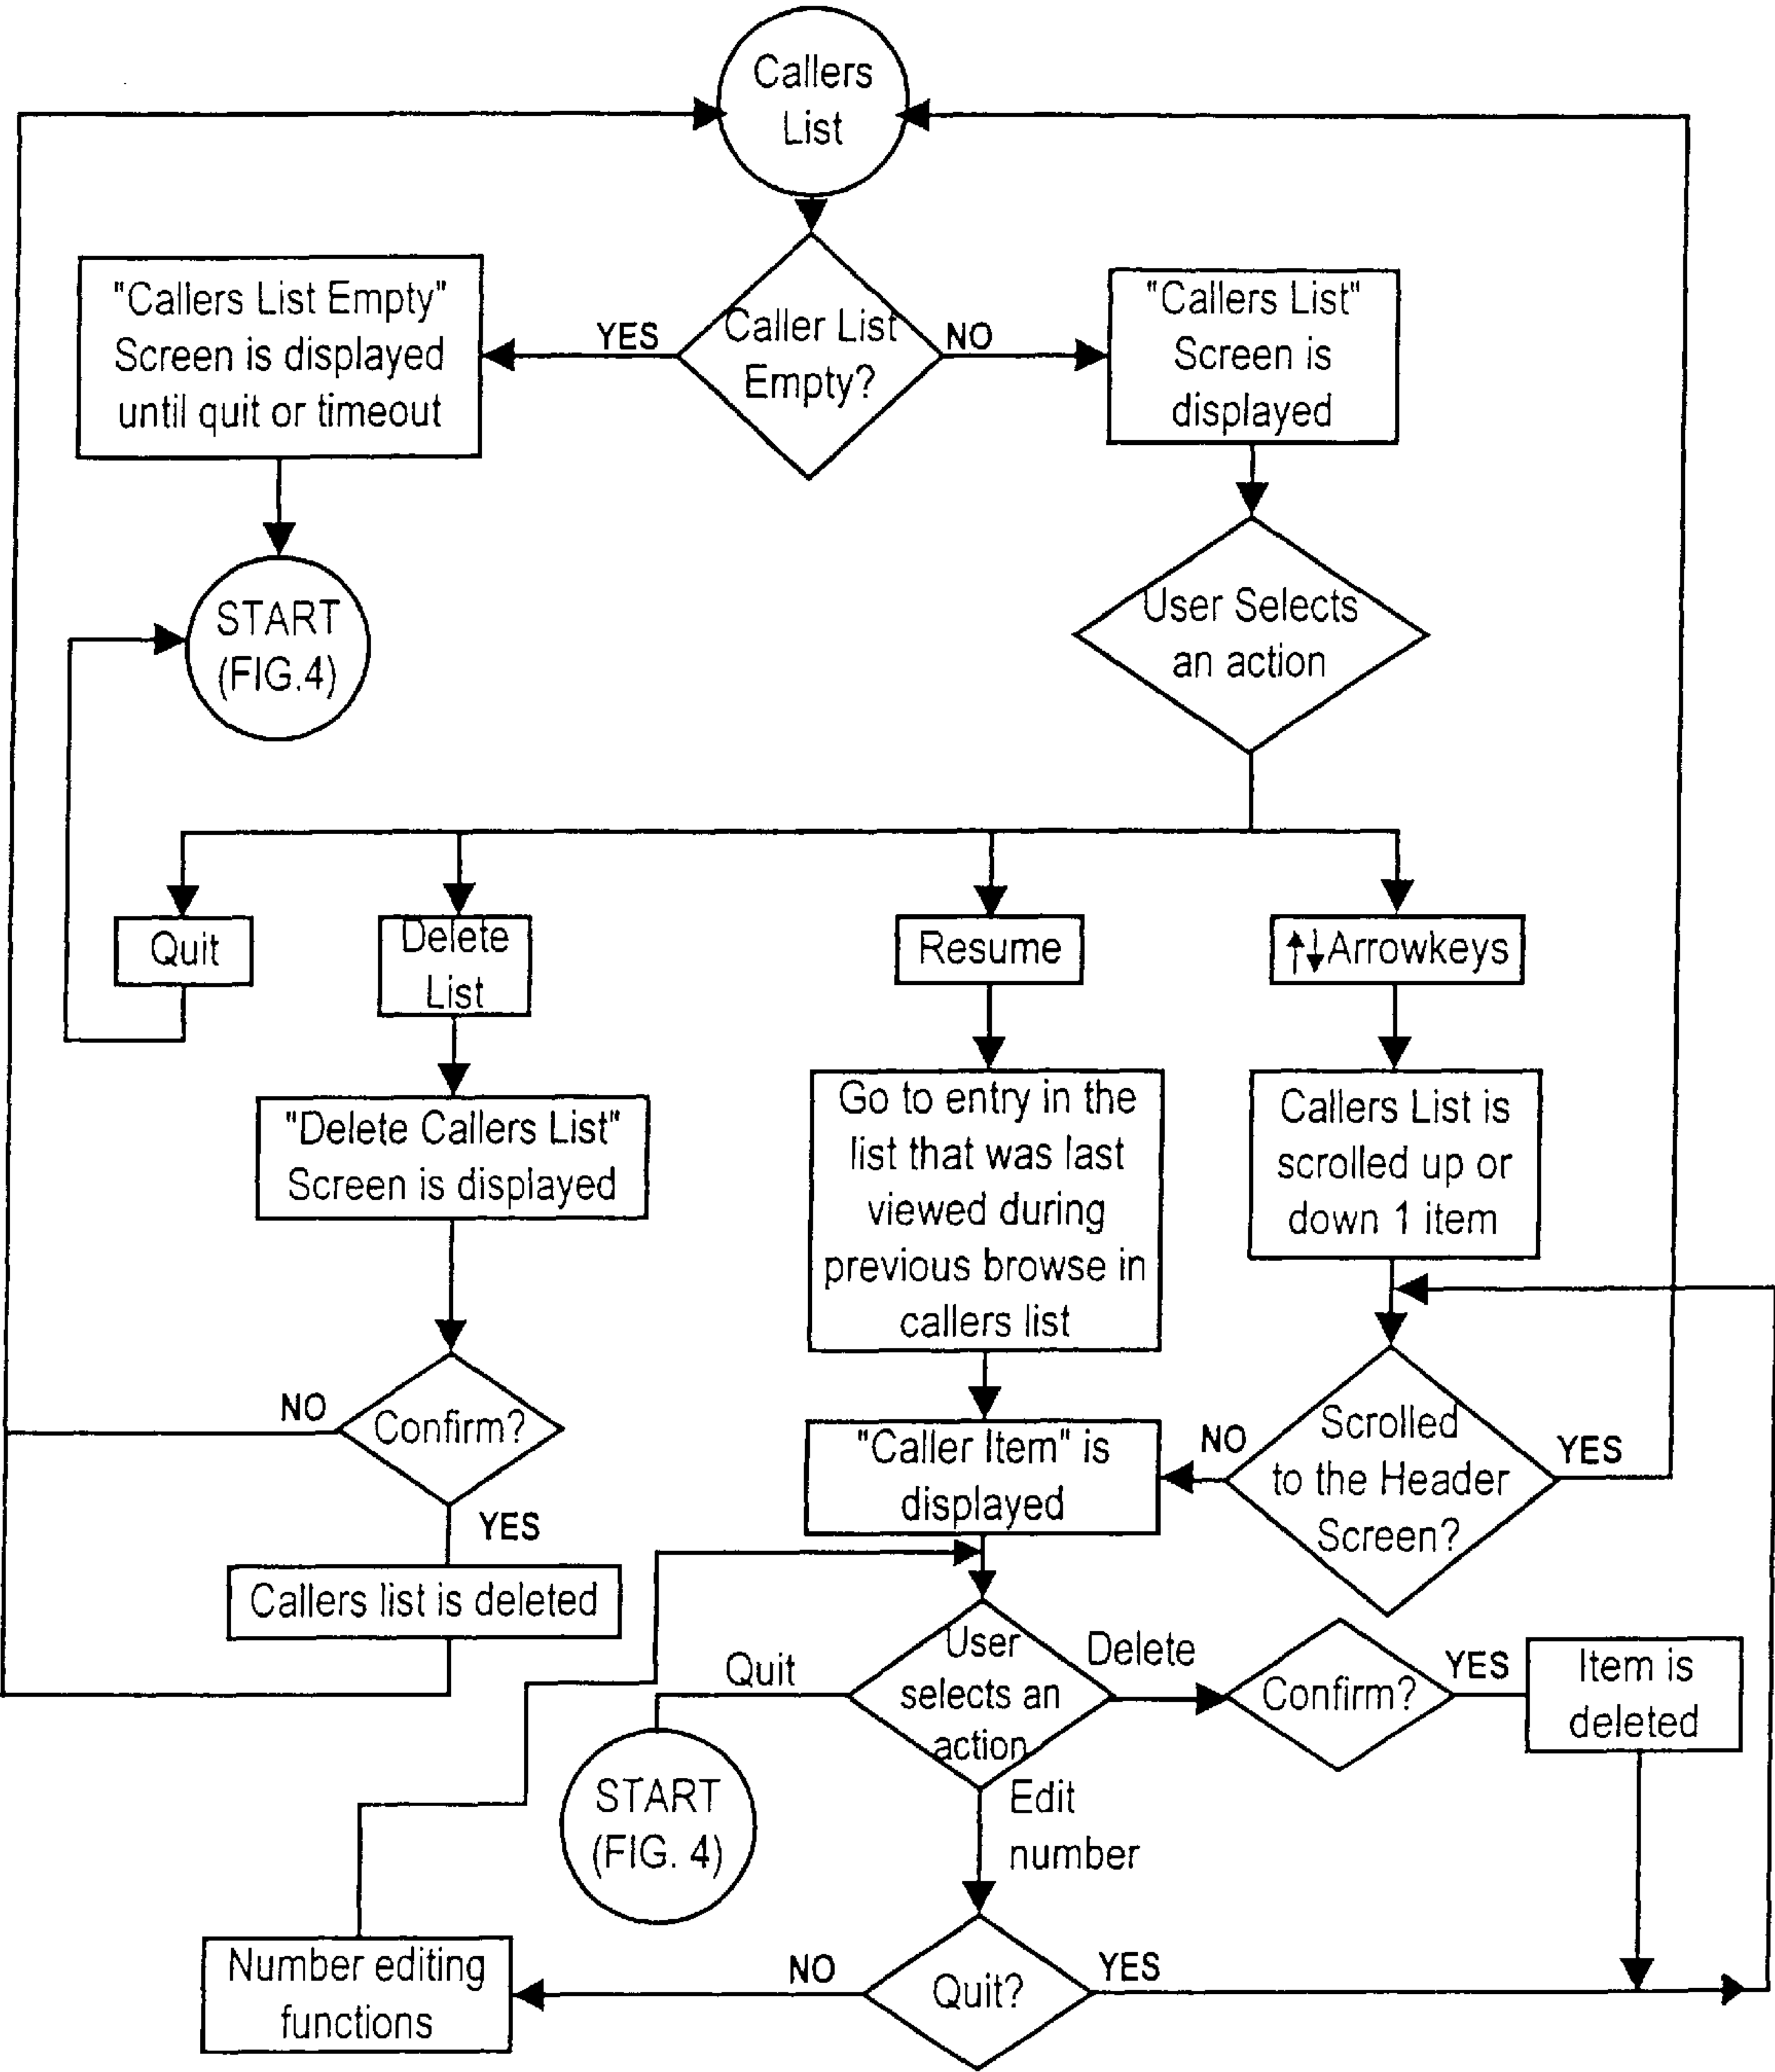 Callers
List
"Callers List Empty"
Screen is displayed
until quit or timeout
YES
Caller List
Empty?
NO
"Callers List"
Screen is
displayed
START
(FIG.4)
User Selects
an action
Quit
Delete
List
Resume
↑↓Arrowkeys
"Delete Callers List"
Screen is displayed
Go to entry in the
list that was last
viewed during
previous browse in
callers list
Callers List is
scrolled up or
down 1 item
NO
Confirm?
YES
Callers list is deleted
"Caller Item" is
displayed
NO
Scrolled
to the Header
Screen?
YES
Quit
User
selects an
action
Delete
Confirm?
YES
Item is
deleted
START
(FIG. 4)
Edit
number
Number editing
functions
NO
Quit?
YES